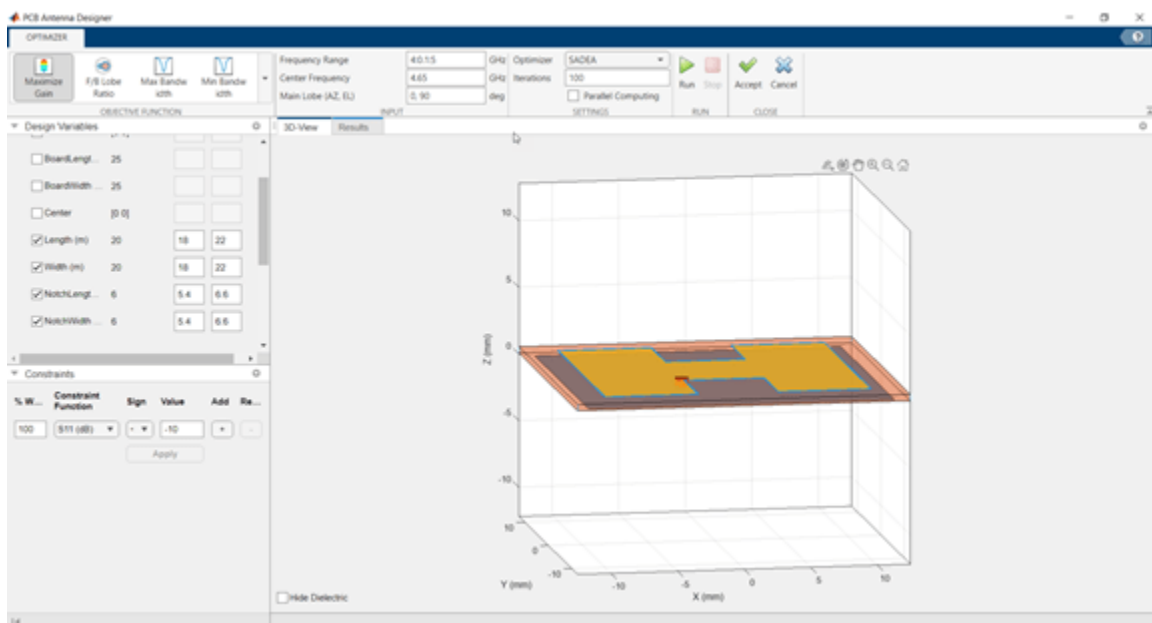 PCB Antenna Designer
OPTIMIZER
Maximize Gain
F/B Lobe Ratio
Max Bandw idth
Min Bandw idth
OBJECTIVE FUNCTION
Frequency Range 4:0.1:5 GHz
Center Frequency 4.65 GHz
Main Lobe (AZ, EL) 0, 90 deg
INPUT
Optimizer SADEA
Iterations 100
Parallel Computing
SETTINGS
Run Stop
RUN
Accept Cancel
CLOSE
Design Variables
BoardLengt... 25
BoardWidth ... 25
Center [0 0]
Length (m) 20 18 22
Width (m) 20 18 22
NotchLengt... 6 5.4 6.6
NotchWidth ... 6 5.4 6.6
Constraints
% W... Constraint Function Sign Value Add Re...
100 S11 (dB) -10 +
Apply
3D-View Results
10
5
0
-5
-10
Z (mm)
10
0
-10
Y (mm)
-10
-5
0
5
10
X (mm)
Hide Dielectric